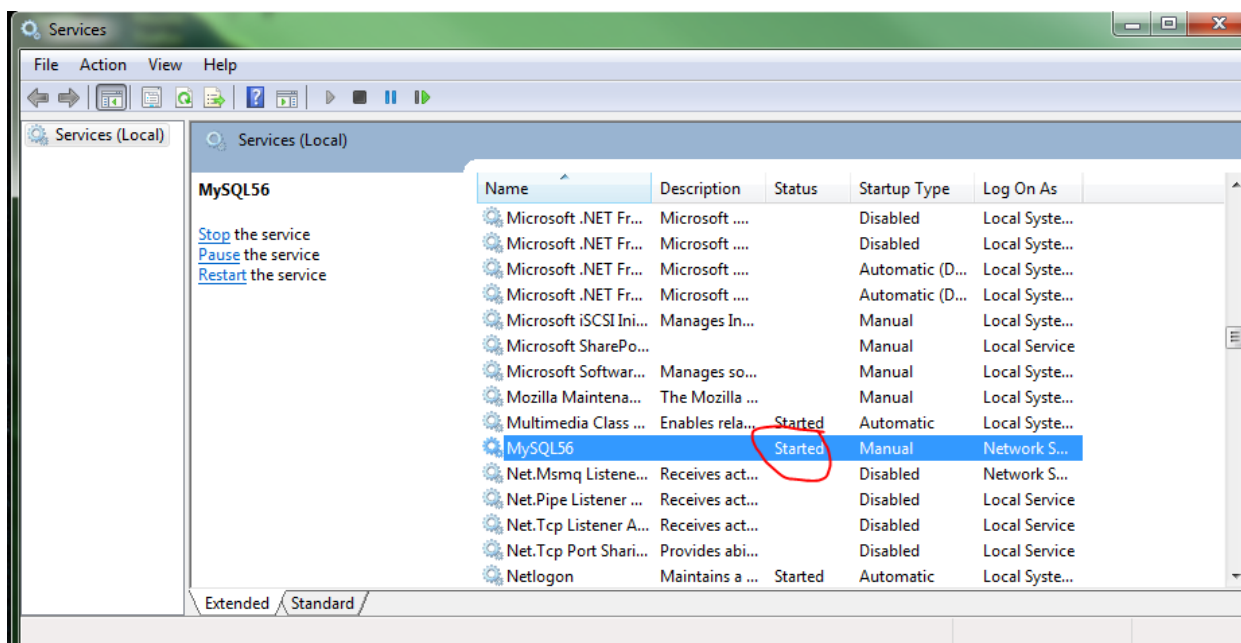 Services
File Action View Help
Services (Local)
Services (Local)
MySQL56
Stop the service
Pause the service
Restart the service
Name Description Status Startup Type Log On As
Microsoft .NET Fr... Microsoft .... Disabled Local Syste...
Microsoft .NET Fr... Microsoft .... Disabled Local Syste...
Microsoft .NET Fr... Microsoft .... Automatic (D... Local Syste...
Microsoft .NET Fr... Microsoft .... Automatic (D... Local Syste...
Microsoft iSCSI Ini... Manages In... Manual Local Syste...
Microsoft SharePo... Manual Local Service
Microsoft Softwar... Manages so... Manual Local Syste...
Mozilla Maintena... The Mozilla ... Manual Local Syste...
Multimedia Class ... Enables rela... Started Automatic Local Syste...
MySQL56 Started Manual Network S...
Net.Msmq Listene... Receives act... Disabled Network S...
Net.Pipe Listener ... Receives act... Disabled Local Service
Net.Tcp Listener A... Receives act... Disabled Local Service
Net.Tcp Port Shari... Provides abi... Disabled Local Service
Netlogon Maintains a ... Started Automatic Local Syste...
Extended Standard